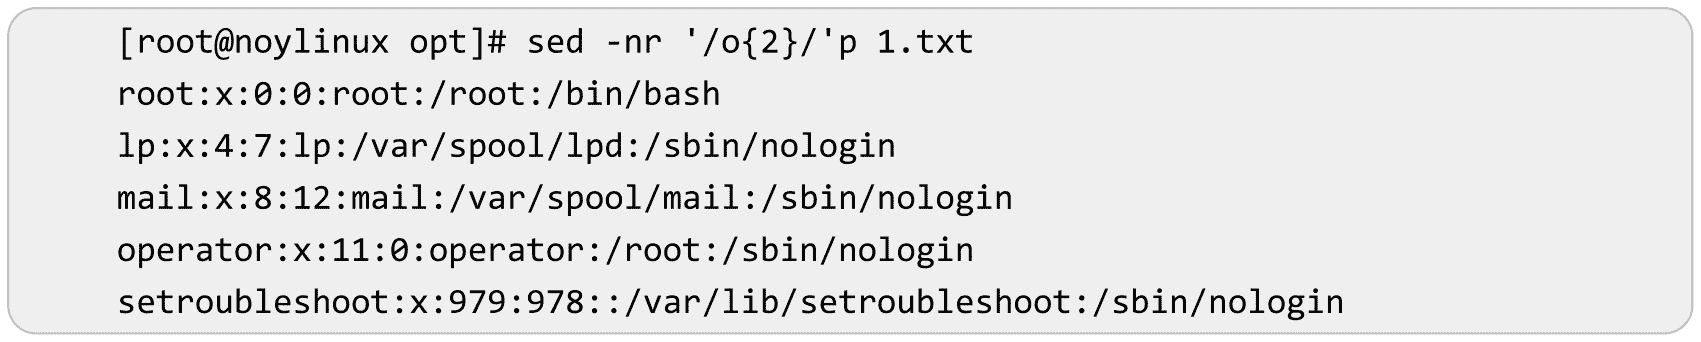 [root@noylinux opt]# sed -nr '/o{2}/'p 1.txt
root:x:0:0:root:/root:/bin/bash
lp:x:4:7:lp:/var/spool/lpd:/sbin/nologin
mail:x:8:12:mail:/var/spool/mail:/sbin/nologin
operator:x:11:0:operator:/root:/sbin/nologin
setroubleshoot:x:979:978::/var/lib/setroubleshoot:/sbin/nologin